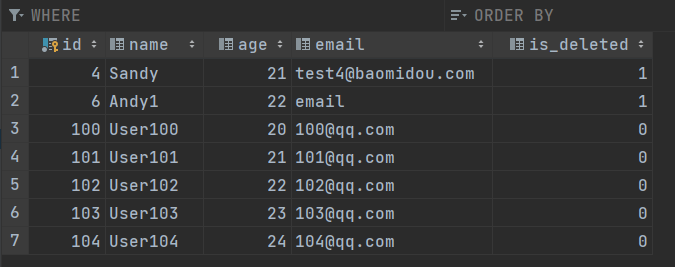 WHERE ORDER BY
id name age email is_deleted
1 4 Sandy 21 test4@baomidou.com 1
2 6 Andy1 22 email 1
3 100 User100 20 100@qq.com 0
4 101 User101 21 101@qq.com 0
5 102 User102 22 102@qq.com 0
6 103 User103 23 103@qq.com 0
7 104 User104 24 104@qq.com 0